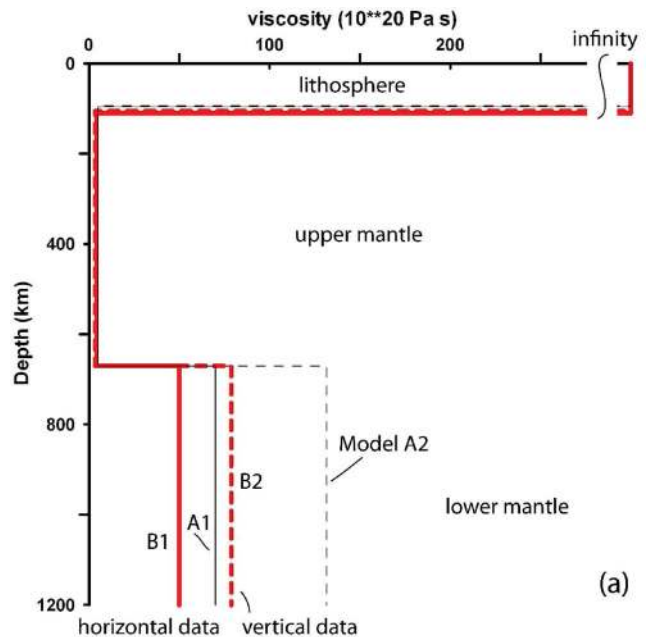 viscosity (10**20 Pa s)
0 100 200
infinity
0
lithosphere
upper mantle
400
Depth (km)
800
Model A2
B2
A1
lower mantle
B1
(a)
1200
horizontal data vertical data